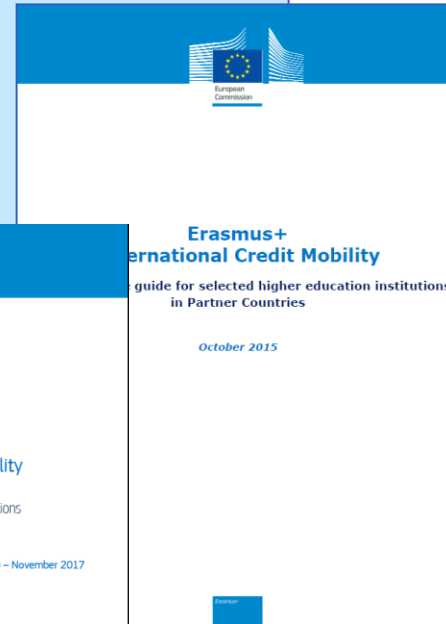 European
Commission
Erasmus+
ernational Credit Mobility
guide for selected higher education institutions
in Partner Countries
October 2015
lity
ions
– November 2017
Erasmus+